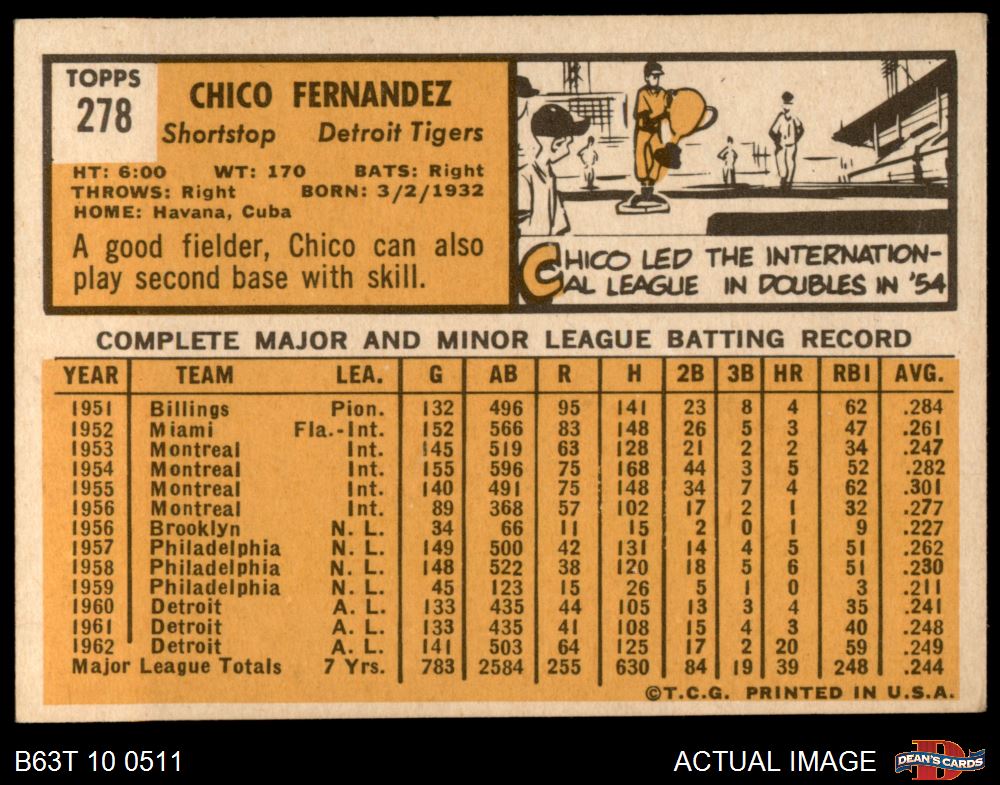 TOPPS
278
CHICO FERNANDEZ
Shortstop Detroit Tigers
HT: 6:00 WT: 170 BATS: Right
THROWS: Right BORN: 3/2/1932
HOME: Havana, Cuba
A good fielder, Chico can also
play second base with skill.
CHICO LED THE INTERNATION-
AL LEAGUE IN DOUBLES IN '54
COMPLETE MAJOR AND MINOR LEAGUE BATTING RECORD
YEAR TEAM LEA. G AB R H 2B 3B HR RBI AVG.
1951 Billings Pion. 132 496 95 141 23 8 4 62 .284
1952 Miami Fla.-Int. 152 566 83 148 26 5 3 47 .261
1953 Montreal Int. 145 519 63 128 21 2 2 34 .247
1954 Montreal Int. 155 596 75 168 44 3 5 52 .282
1955 Montreal Int. 140 491 75 148 34 7 4 62 .301
1956 Montreal Int. 89 368 57 102 17 2 1 32 .277
1956 Brooklyn N. L. 34 66 11 15 2 0 1 9 .227
1957 Philadelphia N. L. 149 500 42 131 14 4 5 51 .262
1958 Philadelphia N. L. 148 522 38 120 18 5 6 51 .230
1959 Philadelphia N. L. 45 123 15 26 5 1 0 3 .211
1960 Detroit A. L. 133 435 44 105 13 3 4 35 .241
1961 Detroit A. L. 133 435 41 108 15 4 3 40 .248
1962 Detroit A. L. 141 503 64 125 17 2 20 59 .249
Major League Totals 7 Yrs. 783 2584 255 630 84 19 39 248 .244
©T.C.G. PRINTED IN U.S.A.
B63T 10 0511 ACTUAL IMAGE
DEAN'S CARDS